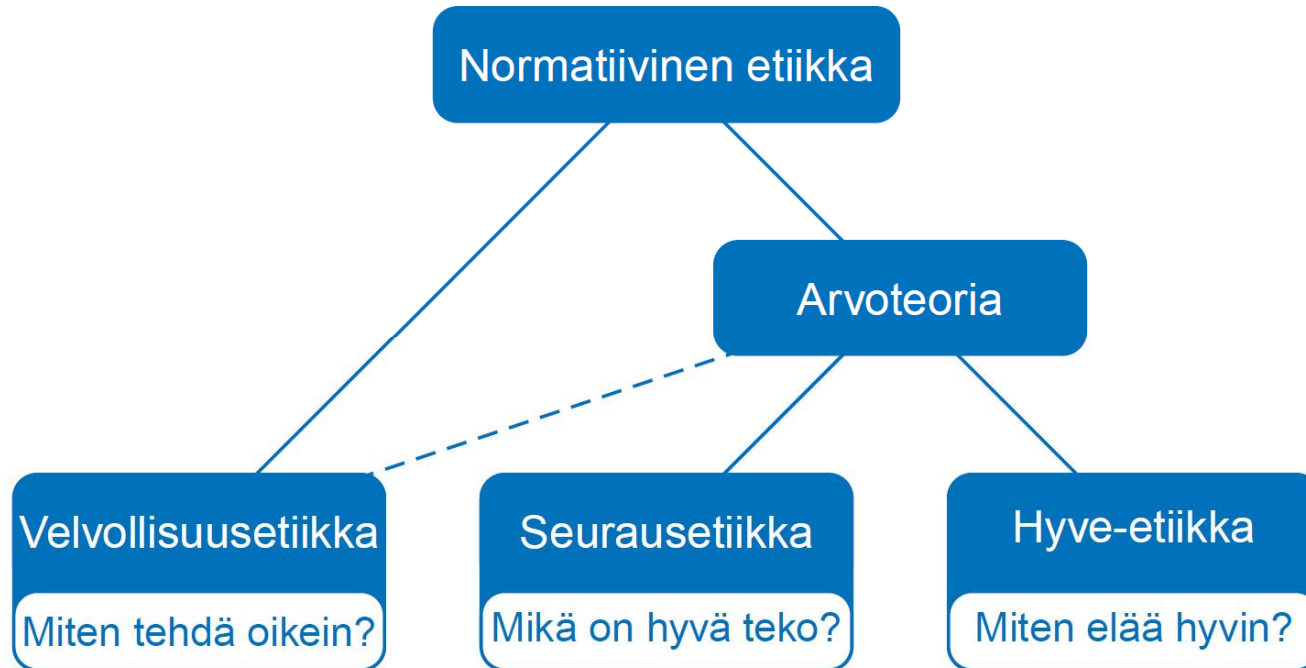 Normatiivinen etiikka
Arvoteoria
Velvollisuusetiikka
Miten tehdä oikein?
Seurausetiikka
Mikä on hyvä teko?
Hyve-etiikka
Miten elää hyvin?